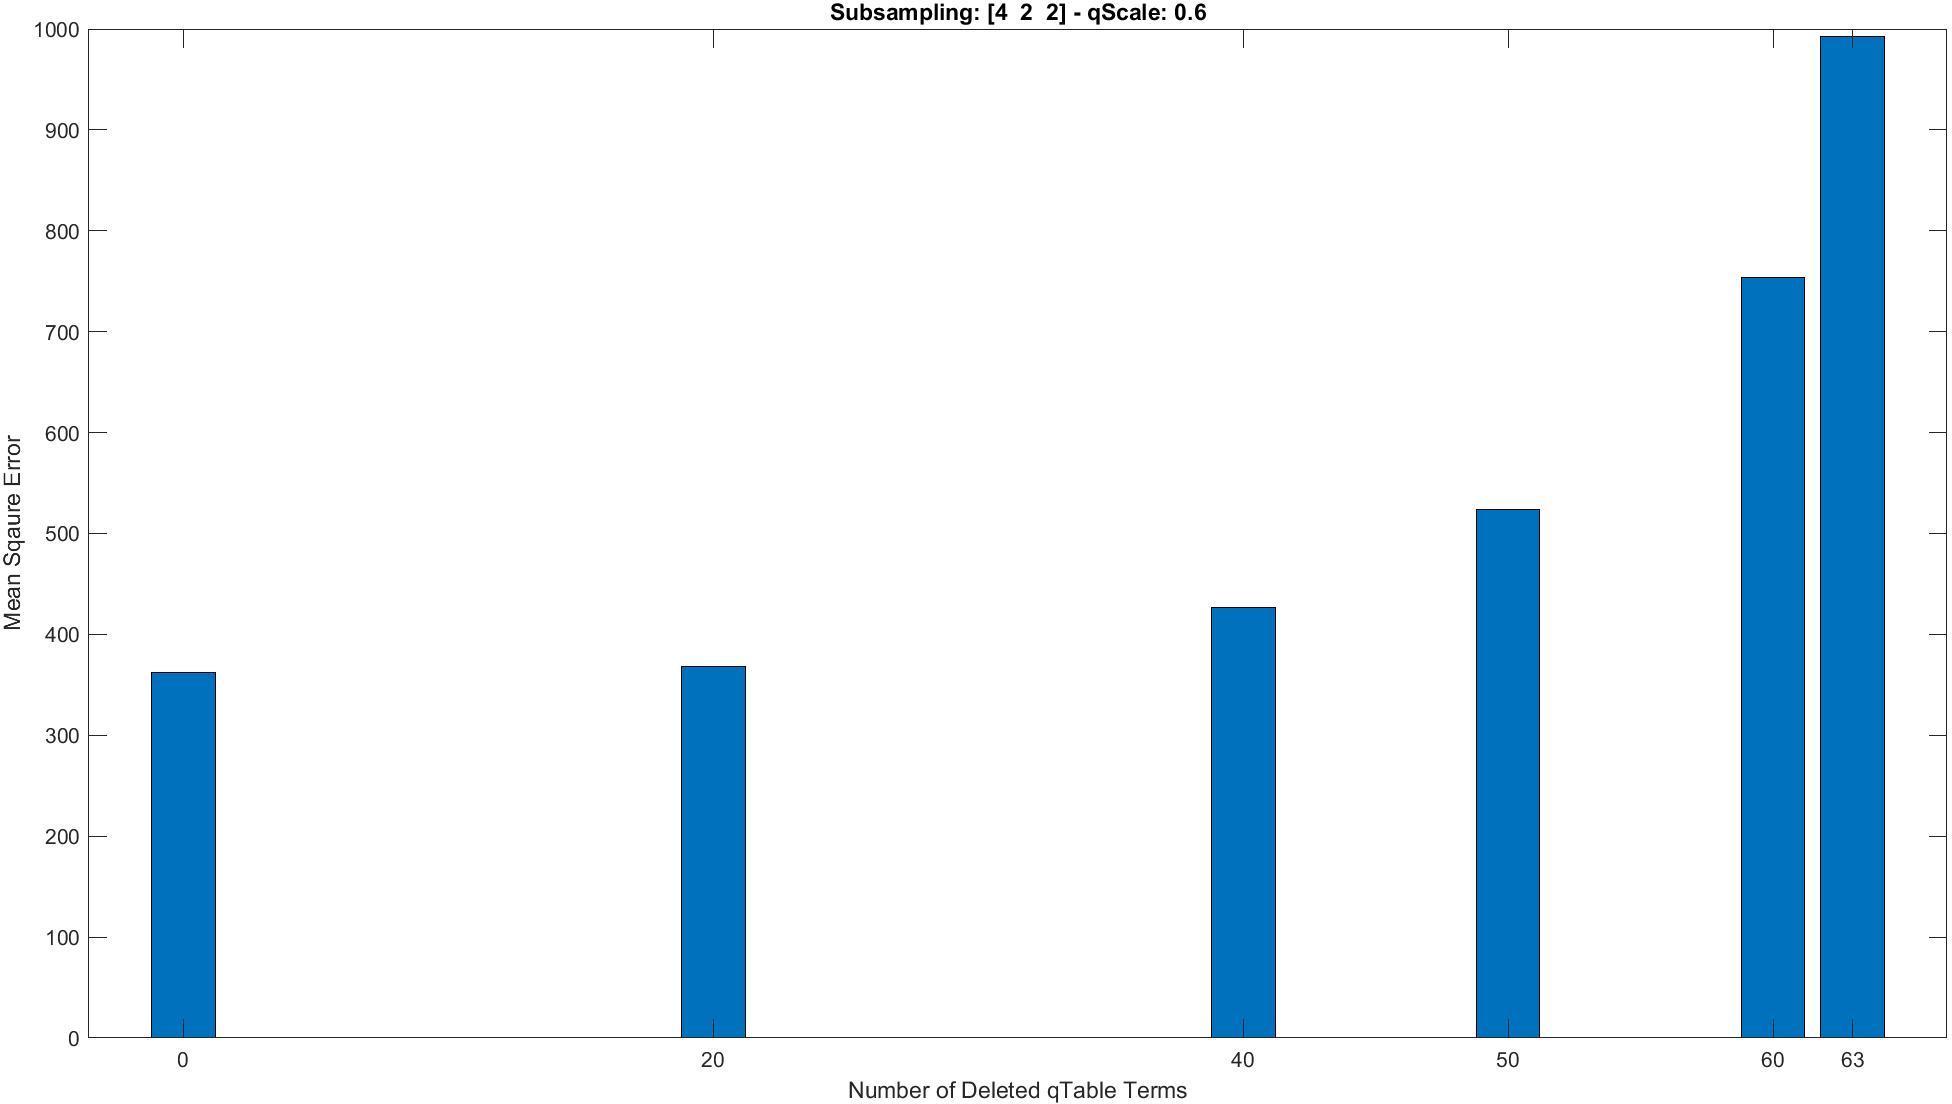 Subsampling: [4 2 2] - qScale: 0.6
1000
900
800
700
600
500
400
300
200
100
0
Mean Sqaure Error
0 20 40 50 60 63
Number of Deleted qTable Terms